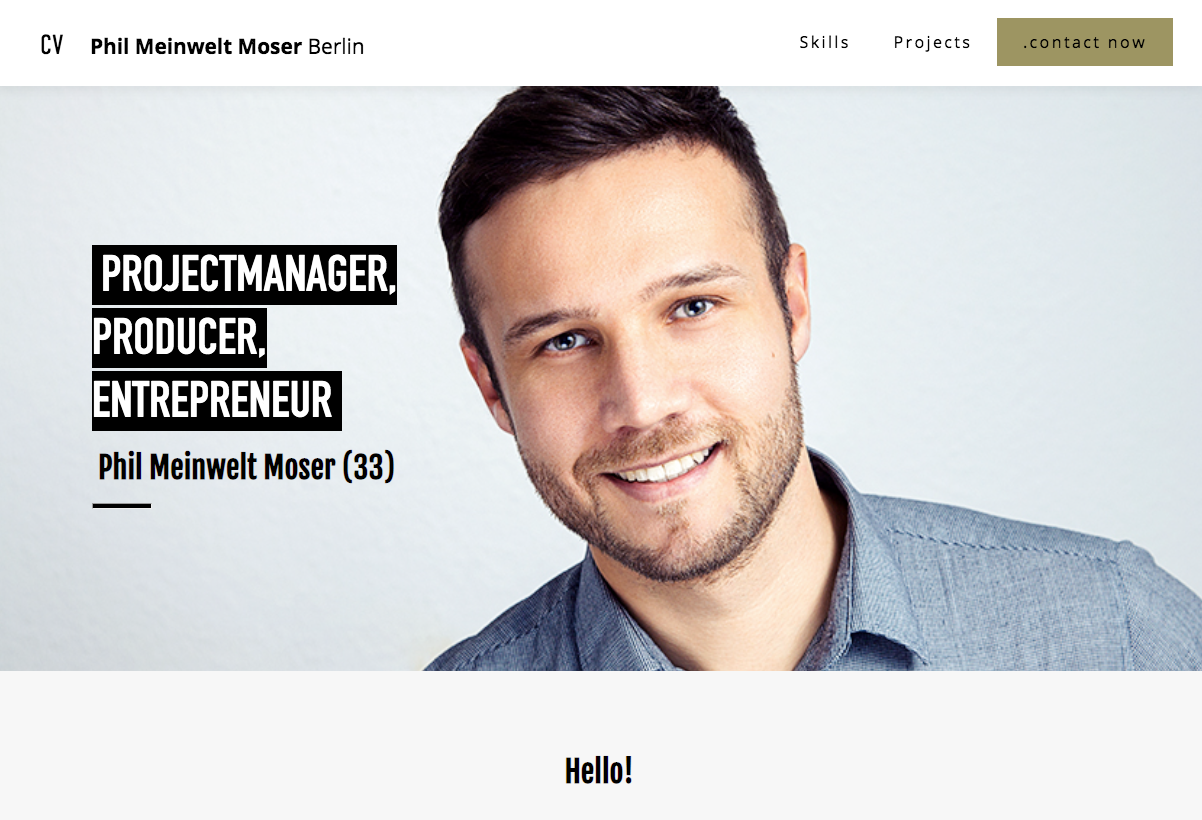 CV Phil Meinwelt Moser Berlin Skills Projects .contact now
PROJECTMANAGER,
PRODUCER,
ENTREPRENEUR
Phil Meinwelt Moser (33)
Hello!